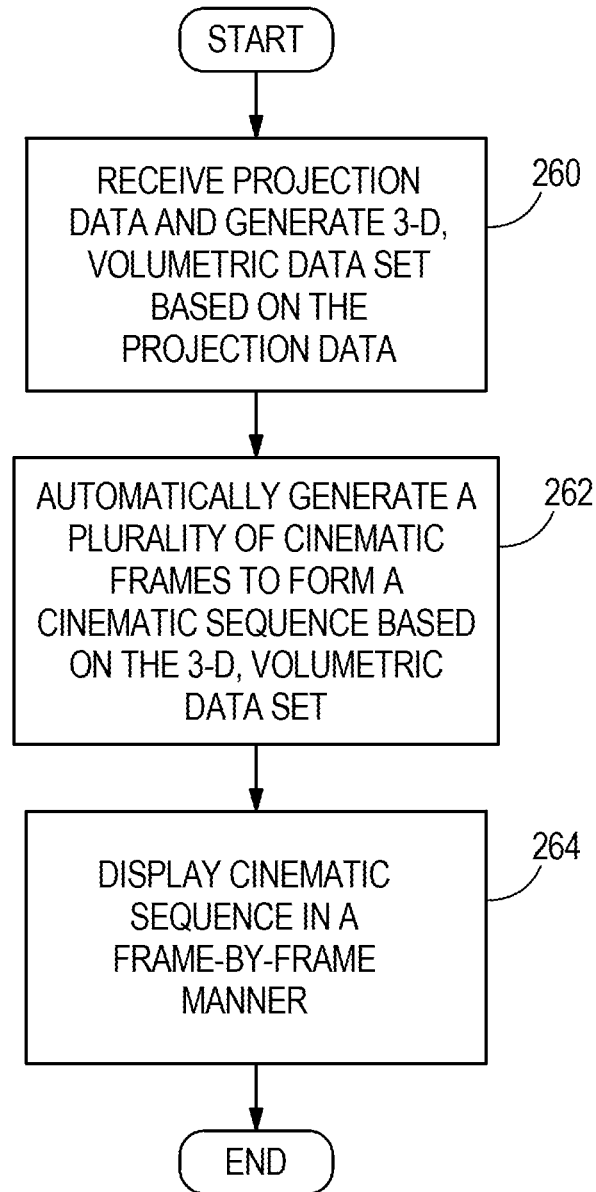 START
RECEIVE PROJECTION
DATA AND GENERATE 3-D,
VOLUMETRIC DATA SET
BASED ON THE
PROJECTION DATA
260
AUTOMATICALLY GENERATE A
PLURALITY OF CINEMATIC
FRAMES TO FORM A
CINEMATIC SEQUENCE BASED
ON THE 3-D, VOLUMETRIC
DATA SET
262
DISPLAY CINEMATIC
SEQUENCE IN A
FRAME-BY-FRAME
MANNER
264
END